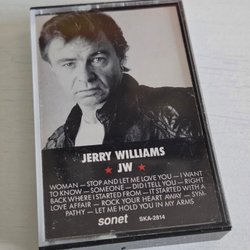 JERRY WILLIAMS
★ JW ★
WOMAN – STOP AND LET ME LOVE YOU – I WANT
TO KNOW – SOMEONE – DID I TELL YOU – RIGHT
BACK WHERE I STARTED FROM – IT STARTED WITH A
LOVE AFFAIR – ROCK YOUR HEART AWAY – SYM-
PATHY – LET ME HOLD YOU IN MY ARMS
sonet SKA-2814